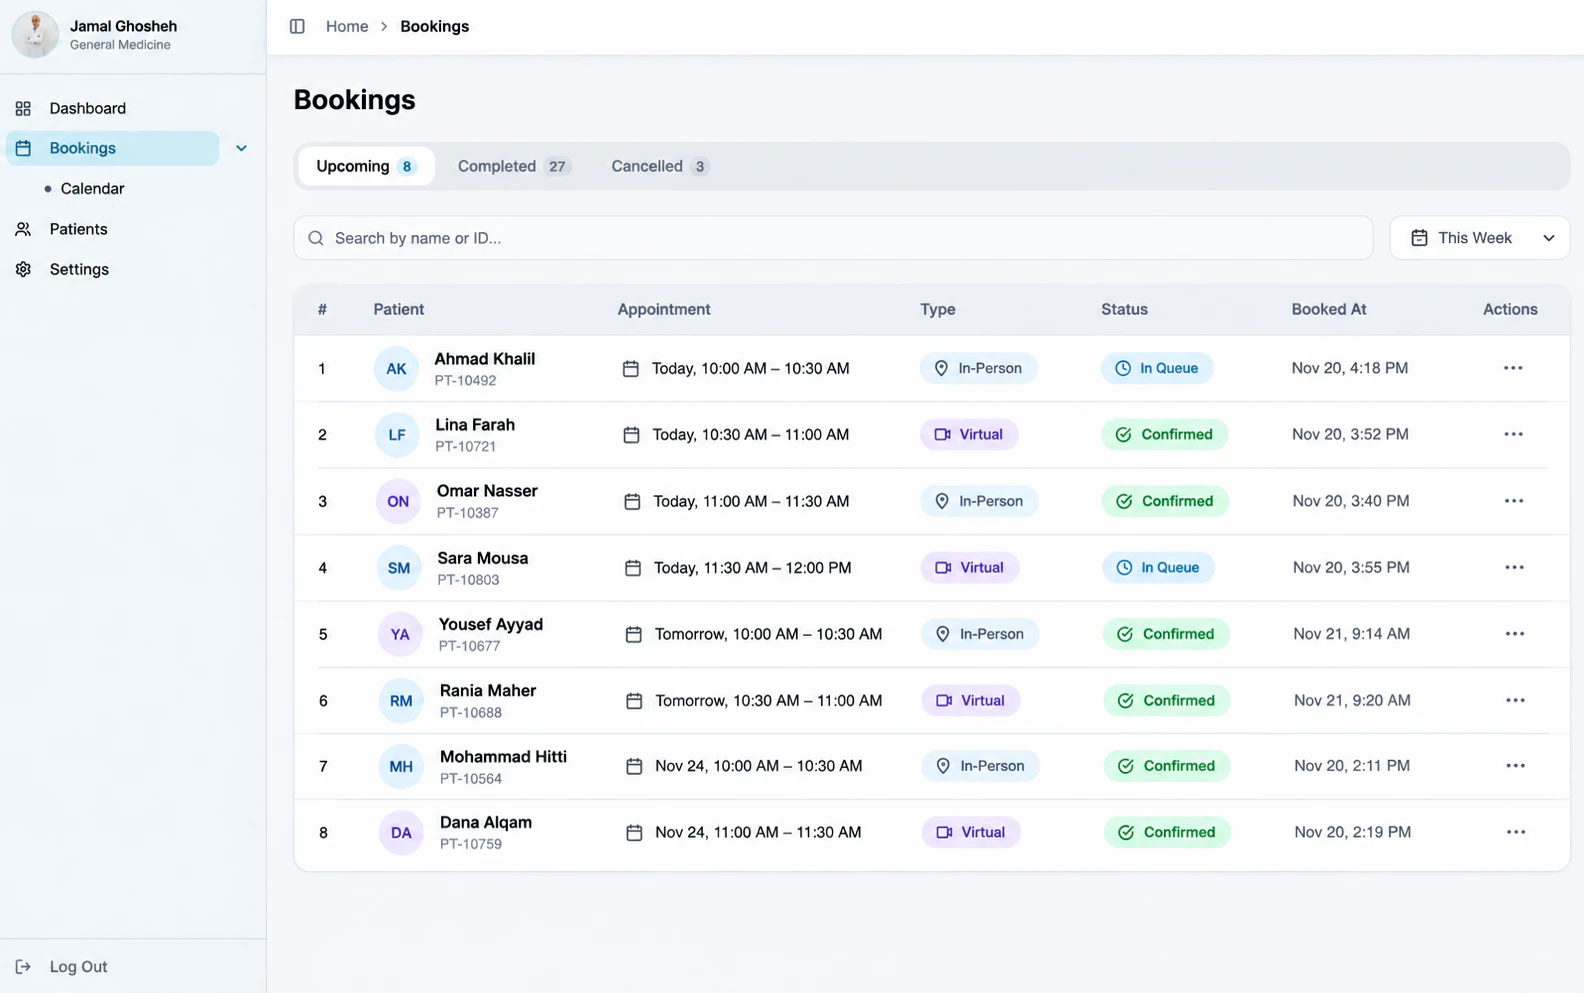 Jamal Ghosheh
General Medicine
Dashboard
Bookings
Calendar
Patients
Settings
Log Out
Home > Bookings
Bookings
Upcoming 8 Completed 27 Cancelled 3
Search by name or ID...
This Week
# Patient Appointment Type Status Booked At Actions
1 AK Ahmad Khalil Today, 10:00 AM – 10:30 AM In-Person In Queue Nov 20, 4:18 PM
PT-10492
2 LF Lina Farah Today, 10:30 AM – 11:00 AM Virtual Confirmed Nov 20, 3:52 PM
PT-10721
3 ON Omar Nasser Today, 11:00 AM – 11:30 AM In-Person Confirmed Nov 20, 3:40 PM
PT-10387
4 SM Sara Mousa Today, 11:30 AM – 12:00 PM Virtual In Queue Nov 20, 3:55 PM
PT-10803
5 YA Yousef Ayyad Tomorrow, 10:00 AM – 10:30 AM In-Person Confirmed Nov 21, 9:14 AM
PT-10677
6 RM Rania Maher Tomorrow, 10:30 AM – 11:00 AM Virtual Confirmed Nov 21, 9:20 AM
PT-10688
7 MH Mohammad Hitti Nov 24, 10:00 AM – 10:30 AM In-Person Confirmed Nov 20, 2:11 PM
PT-10564
8 DA Dana Alqam Nov 24, 11:00 AM – 11:30 AM Virtual Confirmed Nov 20, 2:19 PM
PT-10759